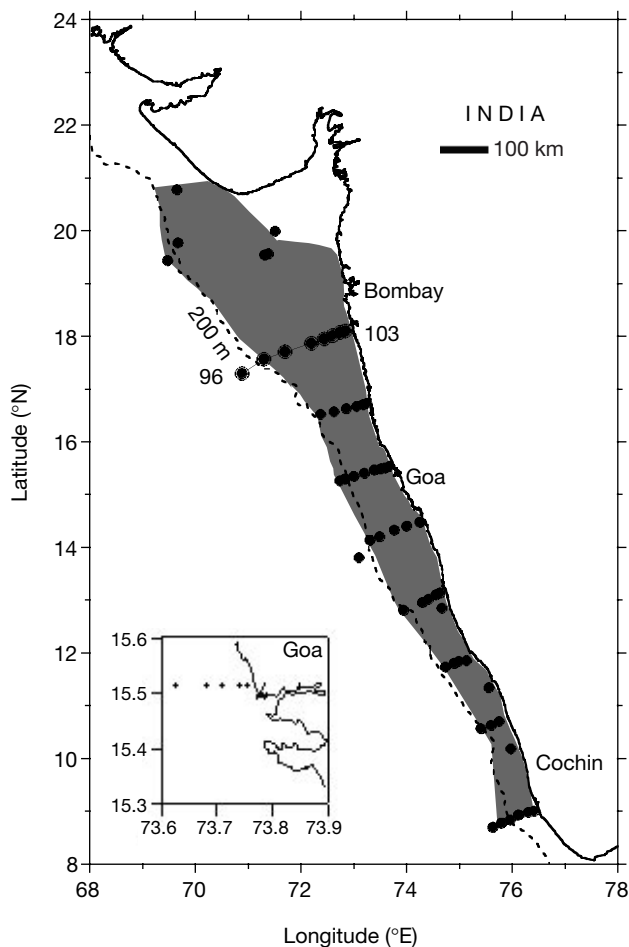 24
22
20
18
16
14
12
10
8
Latitude (°N)
INDIA
100 km
Bombay
200 m
103
96
Goa
Cochin
15.6
15.5
15.4
15.3
Goa
73.6 73.7 73.8 73.9
68 70 72 74 76 78
Longitude (°E)